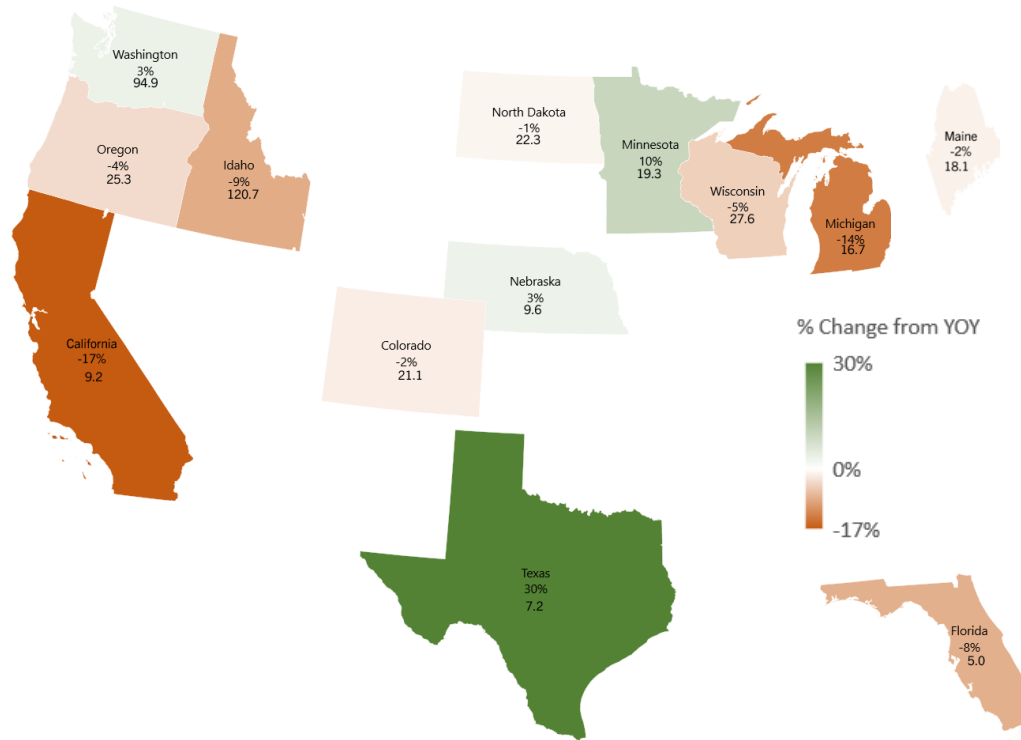 Washington
3%
94.9
Oregon
-4%
25.3
Idaho
-9%
120.7
California
-17%
9.2
North Dakota
-1%
22.3
Minnesota
10%
19.3
Wisconsin
-5%
27.6
Michigan
-14%
16.7
Maine
-2%
18.1
Nebraska
3%
9.6
Colorado
-2%
21.1
Texas
30%
7.2
% Change from YOY
30%
0%
-17%
Florida
-8%
5.0